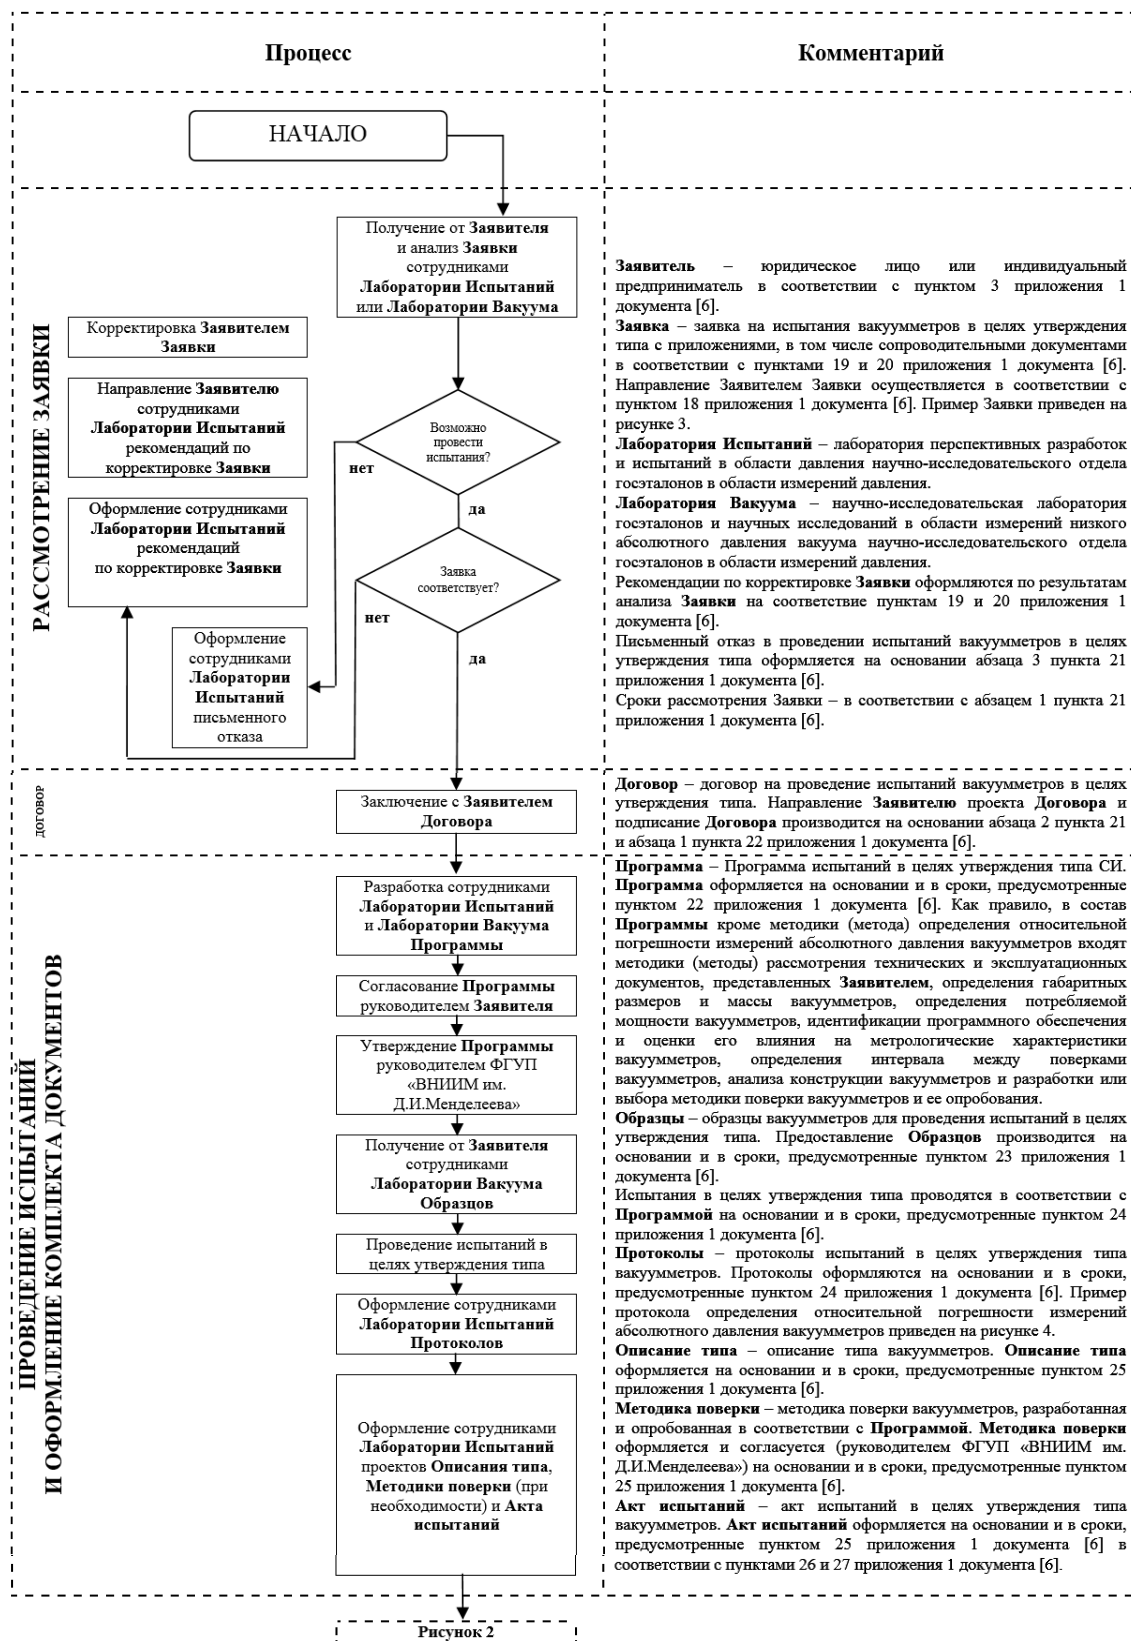 Процесс
Комментарий
НАЧАЛО
РАССМОТРЕНИЕ ЗАЯВКИ
Получение от Заявителя
и анализ Заявки
сотрудниками
Лаборатории Испытаний
или Лаборатории Вакуума
Корректировка Заявителем
Заявки
Направление Заявителю
сотрудниками
Лаборатории Испытаний
рекомендаций по
корректировке Заявки
Оформление сотрудниками
Лаборатории Испытаний
рекомендаций
по корректировке Заявки
Возможно
провести
испытания?
нет
да
Заявка
соответствует?
нет
да
Оформление
сотрудниками
Лаборатории
Испытаний
письменного
отказа
Заявитель – юридическое лицо или индивидуальный
предприниматель в соответствии с пунктом 3 приложения 1
документа [6].
Заявка – заявка на испытания вакуумметров в целях утверждения
типа с приложениями, в том числе сопроводительными документами
в соответствии с пунктами 19 и 20 приложения 1 документа [6].
Направление Заявителем Заявки осуществляется в соответствии с
пунктом 18 приложения 1 документа [6]. Пример Заявки приведен на
рисунке 3.
Лаборатория Испытаний – лаборатория перспективных разработок
и испытаний в области давления научно-исследовательского отдела
госэталонов в области измерений давления.
Лаборатория Вакуума – научно-исследовательская лаборатория
госэталонов и научных исследований в области измерений низкого
абсолютного давления вакуума научно-исследовательского отдела
госэталонов в области измерений давления.
Рекомендации по корректировке Заявки оформляются по результатам
анализа Заявки на соответствие пунктам 19 и 20 приложения 1
документа [6].
Письменный отказ в проведении испытаний вакуумметров в целях
утверждения типа оформляется на основании абзаца 3 пункта 21
приложения 1 документа [6].
Сроки рассмотрения Заявки – в соответствии с абзацем 1 пункта 21
приложения 1 документа [6].
ДОГОВОР
Заключение с Заявителем
Договора
Договор – договор на проведение испытаний вакуумметров в целях
утверждения типа. Направление Заявителю проекта Договора и
подписание Договора производится на основании абзаца 2 пункта 21
и абзаца 1 пункта 22 приложения 1 документа [6].
ПРОВЕДЕНИЕ ИСПЫТАНИЙ
И ОФОРМЛЕНИЕ КОМПЛЕКТА ДОКУМЕНТОВ
Разработка сотрудниками
Лаборатории Испытаний
и Лаборатории Вакуума
Программы
Согласование Программы
руководителем Заявителя
Утверждение Программы
руководителем ФГУП
«ВНИИМ им.
Д.И.Менделеева»
Получение от Заявителя
сотрудниками
Лаборатории Вакуума
Образцов
Проведение испытаний в
целях утверждения типа
Оформление сотрудниками
Лаборатории Испытаний
Протоколов
Оформление сотрудниками
Лаборатории Испытаний
проектов Описания типа,
Методики поверки (при
необходимости) и Акта
испытаний
Программа – Программа испытаний в целях утверждения типа СИ.
Программа оформляется на основании и в сроки, предусмотренные
пунктом 22 приложения 1 документа [6]. Как правило, в состав
Программы кроме методики (метода) определения относительной
погрешности измерений абсолютного давления вакуумметров входят
методики (методы) рассмотрения технических и эксплуатационных
документов, представленных Заявителем, определения габаритных
размеров и массы вакуумметров, определения потребляемой
мощности вакуумметров, идентификации программного обеспечения
и оценки его влияния на метрологические характеристики
вакуумметров, определения интервала между поверками
вакуумметров, анализа конструкции вакуумметров и разработки или
выбора методики поверки вакуумметров и ее опробования.
Образцы – образцы вакуумметров для проведения испытаний в целях
утверждения типа. Предоставление Образцов производится на
основании и в сроки, предусмотренные пунктом 23 приложения 1
документа [6].
Испытания в целях утверждения типа проводятся в соответствии с
Программой на основании и в сроки, предусмотренные пунктом 24
приложения 1 документа [6].
Протоколы – протоколы испытаний в целях утверждения типа
вакуумметров. Протоколы оформляются на основании и в сроки,
предусмотренные пунктом 24 приложения 1 документа [6]. Пример
протокола определения относительной погрешности измерений
абсолютного давления вакуумметров приведен на рисунке 4.
Описание типа – описание типа вакуумметров. Описание типа
оформляется на основании и в сроки, предусмотренные пунктом 25
приложения 1 документа [6].
Методика поверки – методика поверки вакуумметров, разработанная
и опробованная в соответствии с Программой. Методика поверки
оформляется и согласуется (руководителем ФГУП «ВНИИМ им.
Д.И.Менделеева») на основании и в сроки, предусмотренные пунктом
25 приложения 1 документа [6].
Акт испытаний – акт испытаний в целях утверждения типа
вакуумметров. Акт испытаний оформляется на основании и в сроки,
предусмотренные пунктом 25 приложения 1 документа [6] в
соответствии с пунктами 26 и 27 приложения 1 документа [6].
Рисунок 2